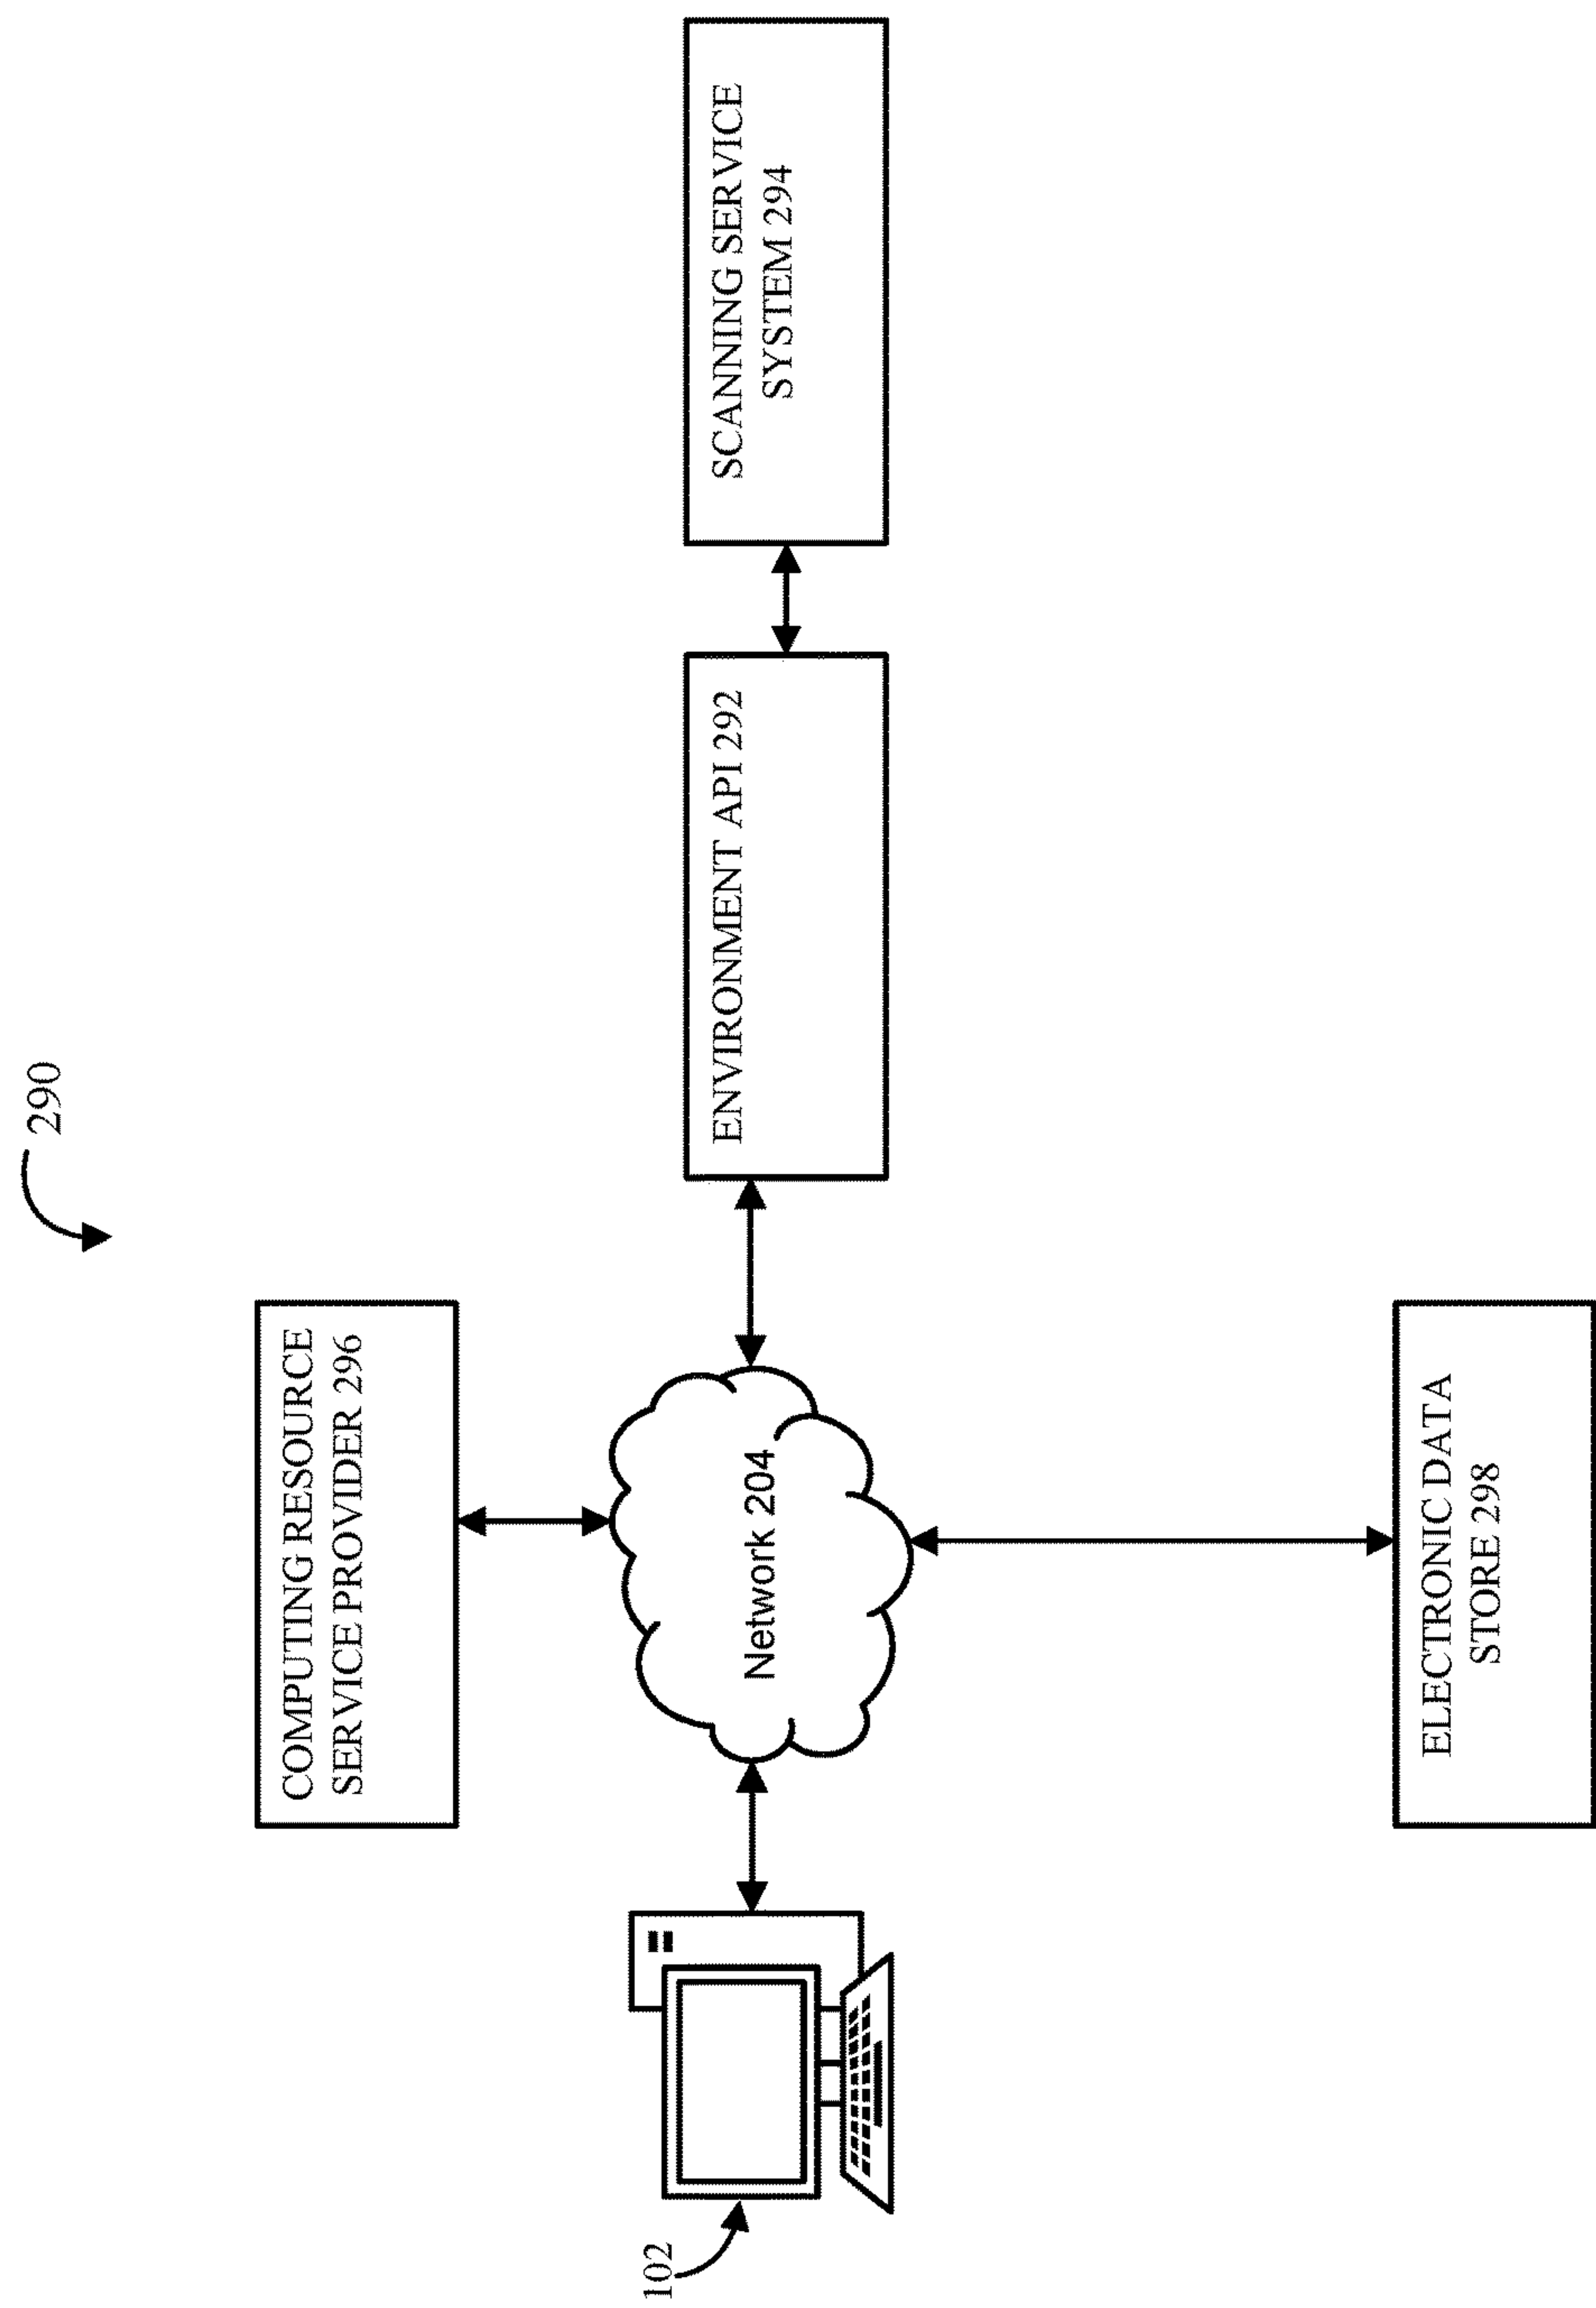 290
COMPUTING RESOURCE
SERVICE PROVIDER 296
102
Network 204
ENVIRONMENT API 292
SCANNING SERVICE
SYSTEM 294
ELECTRONIC DATA
STORE 298